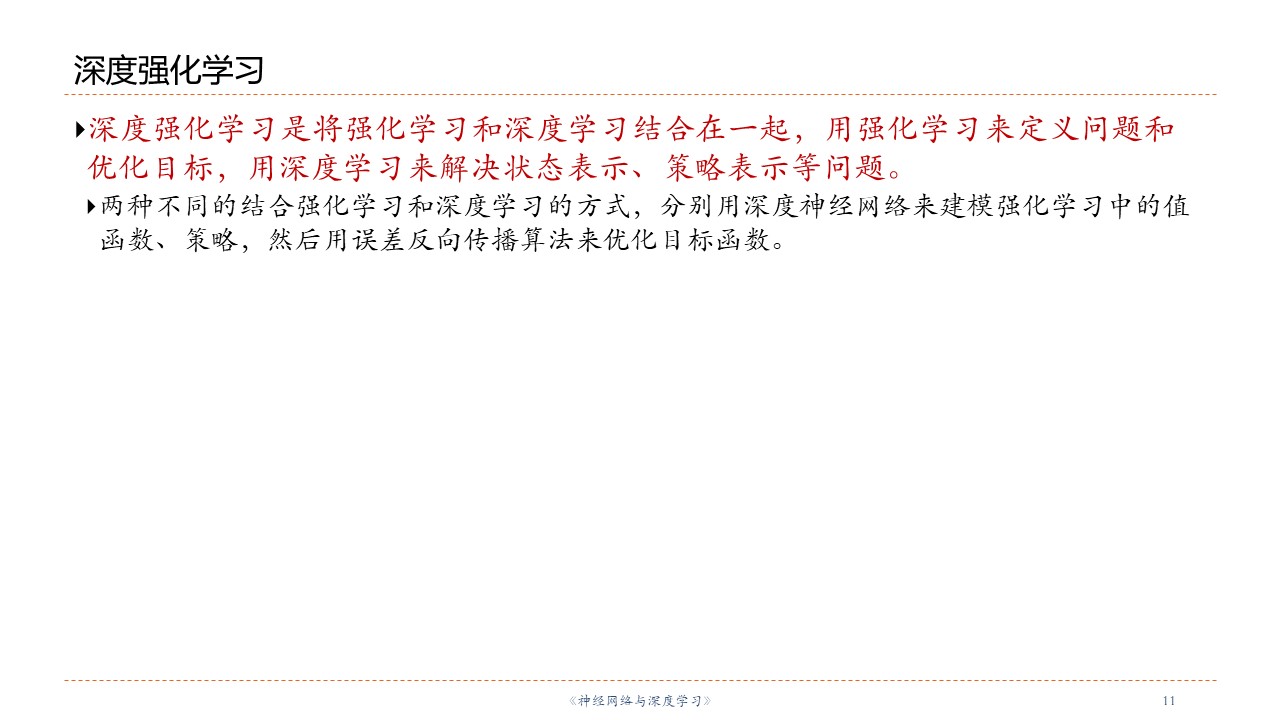 深度强化学习
深度强化学习是将强化学习和深度学习结合在一起，用强化学习来定义问题和
优化目标，用深度学习来解决状态表示、策略表示等问题。
两种不同的结合强化学习和深度学习的方式，分别用深度神经网络来建模强化学习中的值
函数、策略，然后用误差反向传播算法来优化目标函数。
《神经网络与深度学习》
11